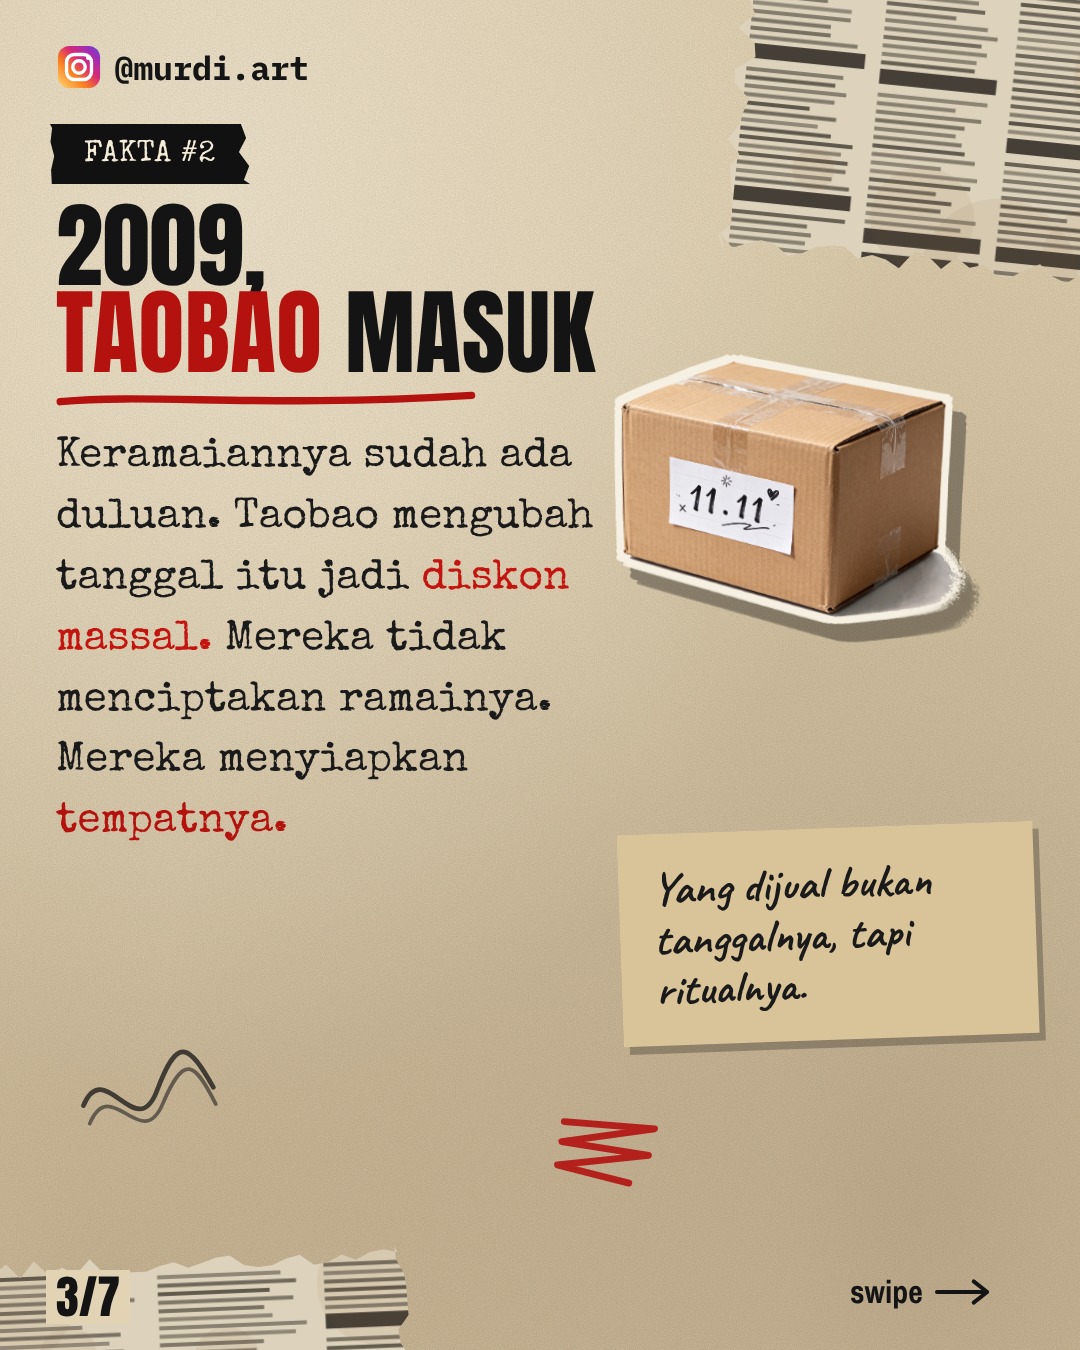 @murdi.art
FAKTA #2
2009,
TAOBAO MASUK
Keramaiannya sudah ada
duluan. Taobao mengubah
tanggal itu jadi diskon
massal. Mereka tidak
menciptakan ramainya.
Mereka menyiapkan
tempatnya.
11.11
Yang dijual bukan
tanggalnya, tapi
ritualnya.
3/7
swipe →